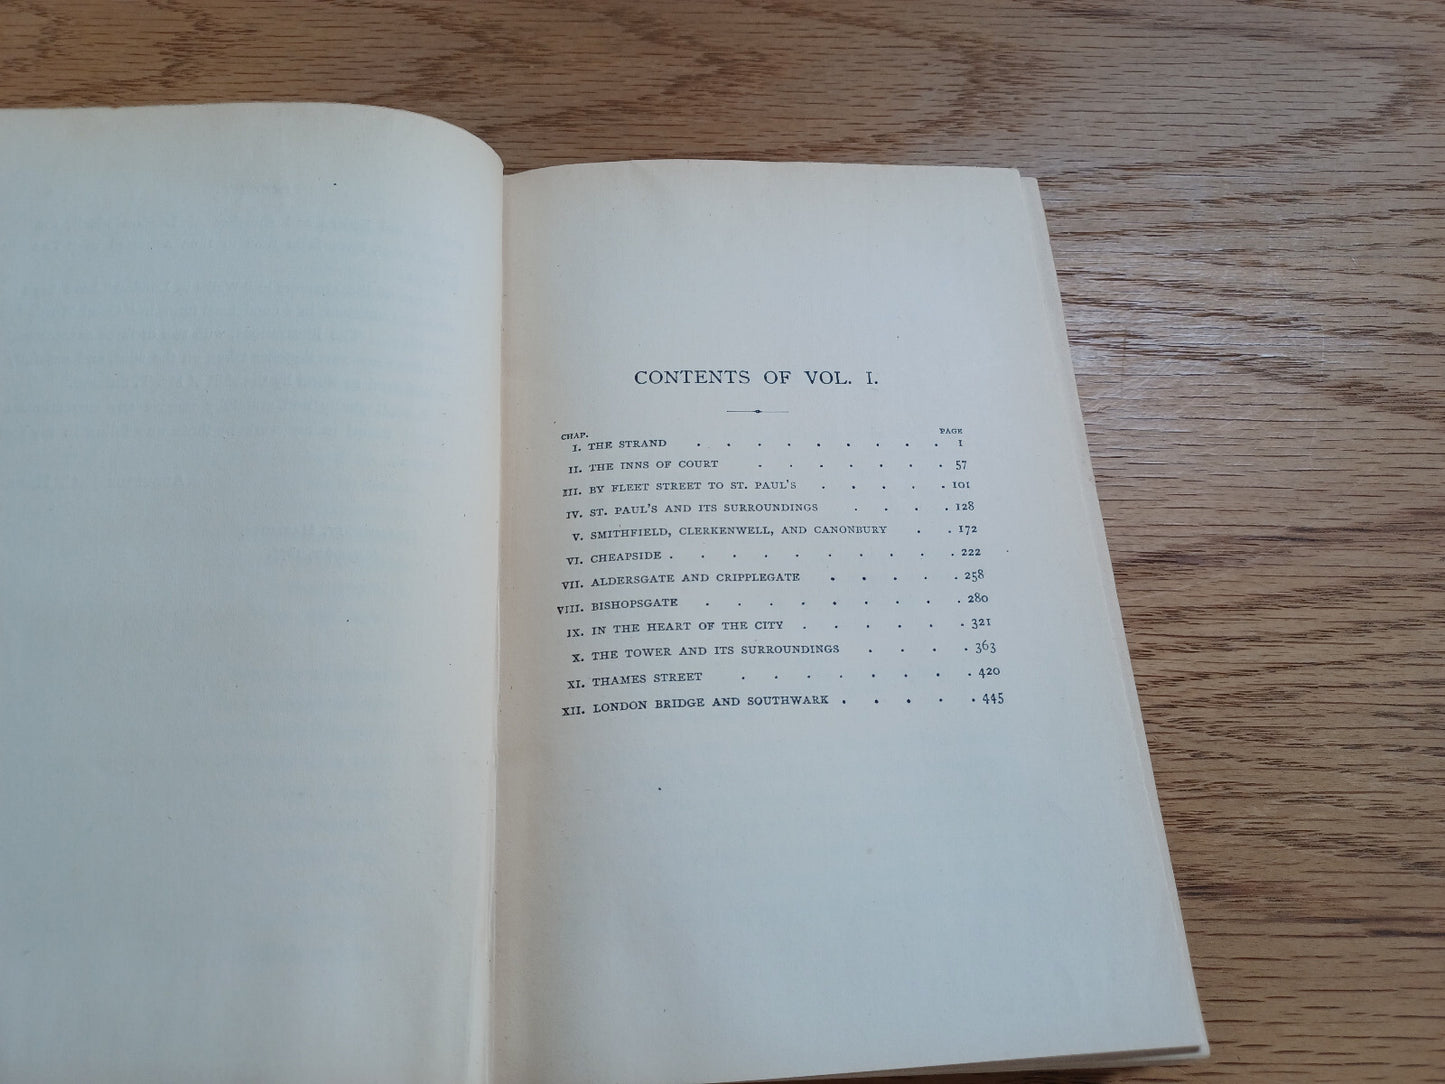 CONTENTS OF VOL. I.
CHAP. PAGE
I. THE STRAND . . . . . . . . . 1
II. THE INNS OF COURT . . . . . . . 57
III. BY FLEET STREET TO ST. PAUL'S . . . . . 101
IV. ST. PAUL'S AND ITS SURROUNDINGS . . . . 128
V. SMITHFIELD, CLERKENWELL, AND CANONBURY . . 172
VI. CHEAPSIDE . . . . . . . . . . 222
VII. ALDERSGATE AND CRIPPLEGATE . . . . . 258
VIII. BISHOPSGATE . . . . . . . . . 280
IX. IN THE HEART OF THE CITY . . . . . . 321
X. THE TOWER AND ITS SURROUNDINGS . . . . 363
XI. THAMES STREET . . . . . . . . 420
XII. LONDON BRIDGE AND SOUTHWARK . . . . . 445